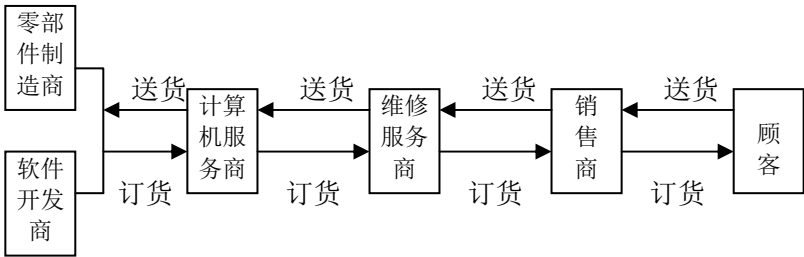 零部
件制
造商
软件
开发
商
送货
订货
计算
机服
务商
送货
订货
维修
服务
商
送货
订货
销
售
商
送货
订货
顾
客